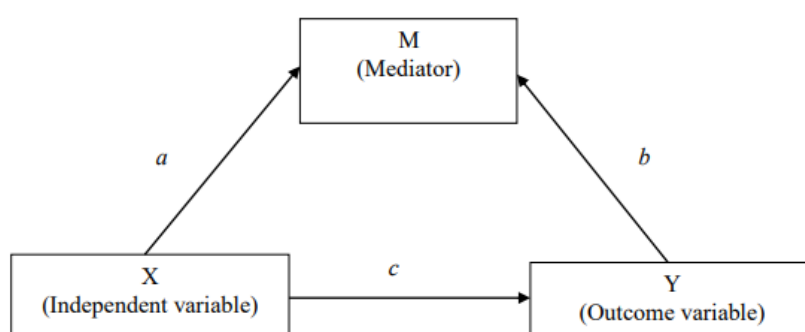 M
(Mediator)
a
b
X
(Independent variable)
c
Y
(Outcome variable)